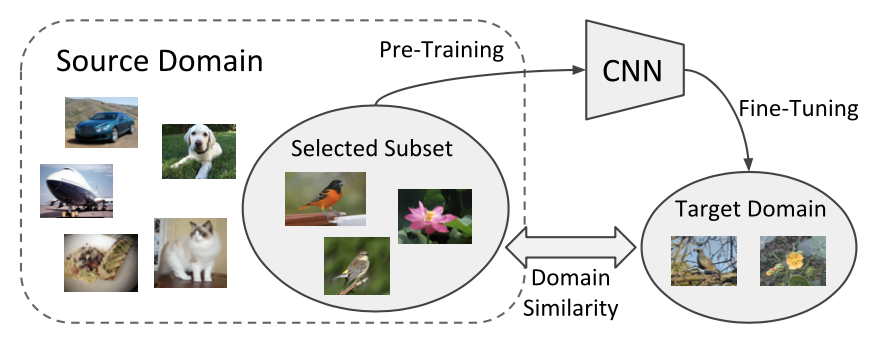 Source Domain
Pre-Training
CNN
Fine-Tuning
Selected Subset
Target Domain
Domain
Similarity